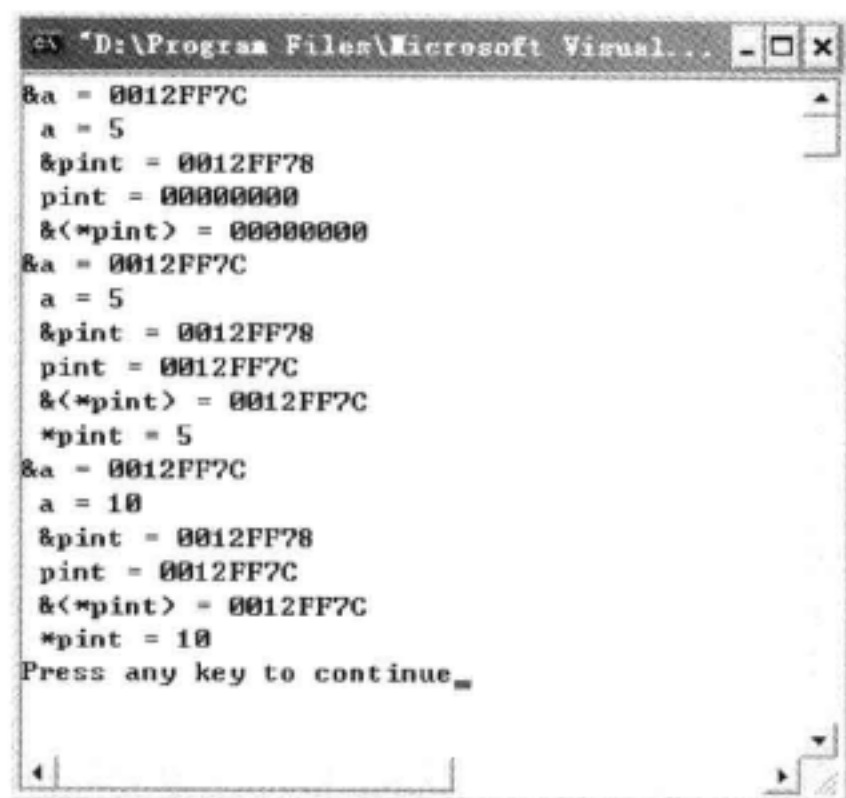 "D:\Program Files\Microsoft Visual...
&a = 0012FF7C
 a = 5
 &pint = 0012FF78
 pint = 00000000
 &(*pint) = 00000000
&a = 0012FF7C
 a = 5
 &pint = 0012FF78
 pint = 0012FF7C
 &(*pint) = 0012FF7C
 *pint = 5
&a = 0012FF7C
 a = 10
 &pint = 0012FF78
 pint = 0012FF7C
 &(*pint) = 0012FF7C
 *pint = 10
Press any key to continue_